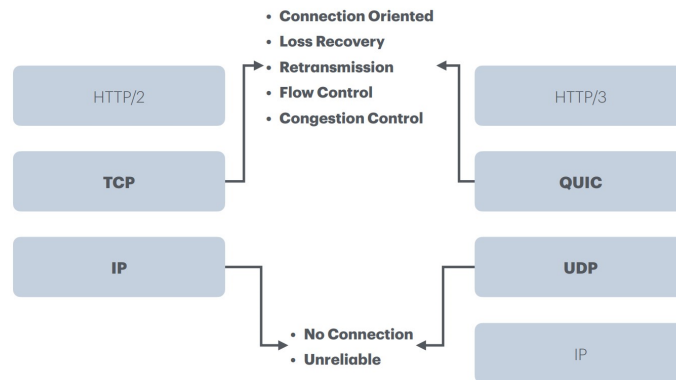 • Connection Oriented
• Loss Recovery
• Retransmission
• Flow Control
• Congestion Control
HTTP/2
HTTP/3
TCP
QUIC
IP
UDP
• No Connection
• Unreliable
IP